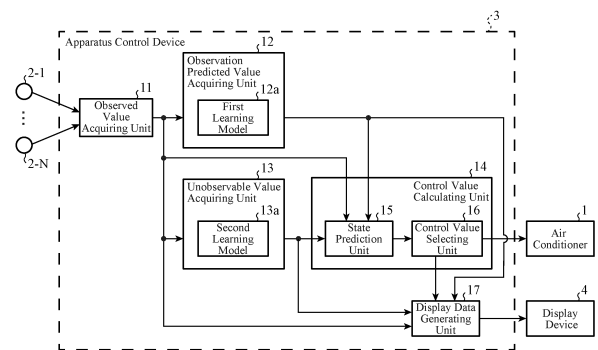 3
Apparatus Control Device
12
2-1
11
Observation
Predicted Value
Acquiring Unit
12a
Observed
Value
Acquiring Unit
First
Learning
Model
⋮
2-N
13
14
Unobservable Value
Acquiring Unit
Control Value
Calculating Unit
13a
15
16
1
Second
Learning
Model
State
Prediction
Unit
Control Value
Selecting
Unit
Air
Conditioner
17
4
Display Data
Generating
Unit
Display
Device